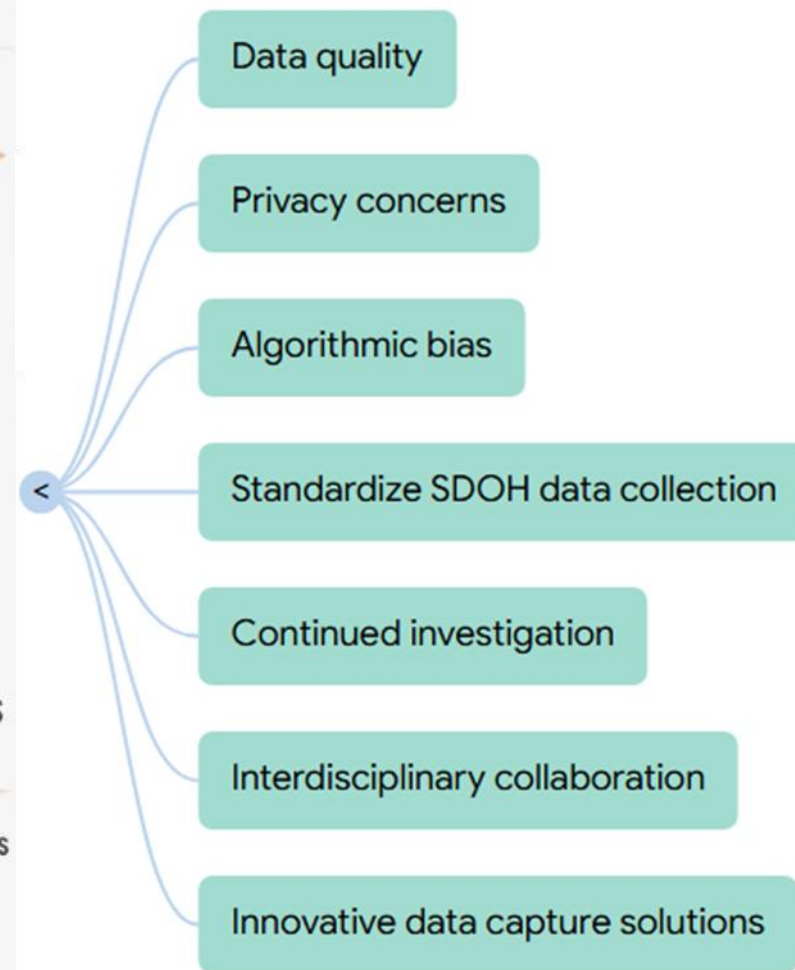 Data quality
Privacy concerns
Algorithmic bias
<
Standardize SDOH data collection
Continued investigation
Interdisciplinary collaboration
Innovative data capture solutions